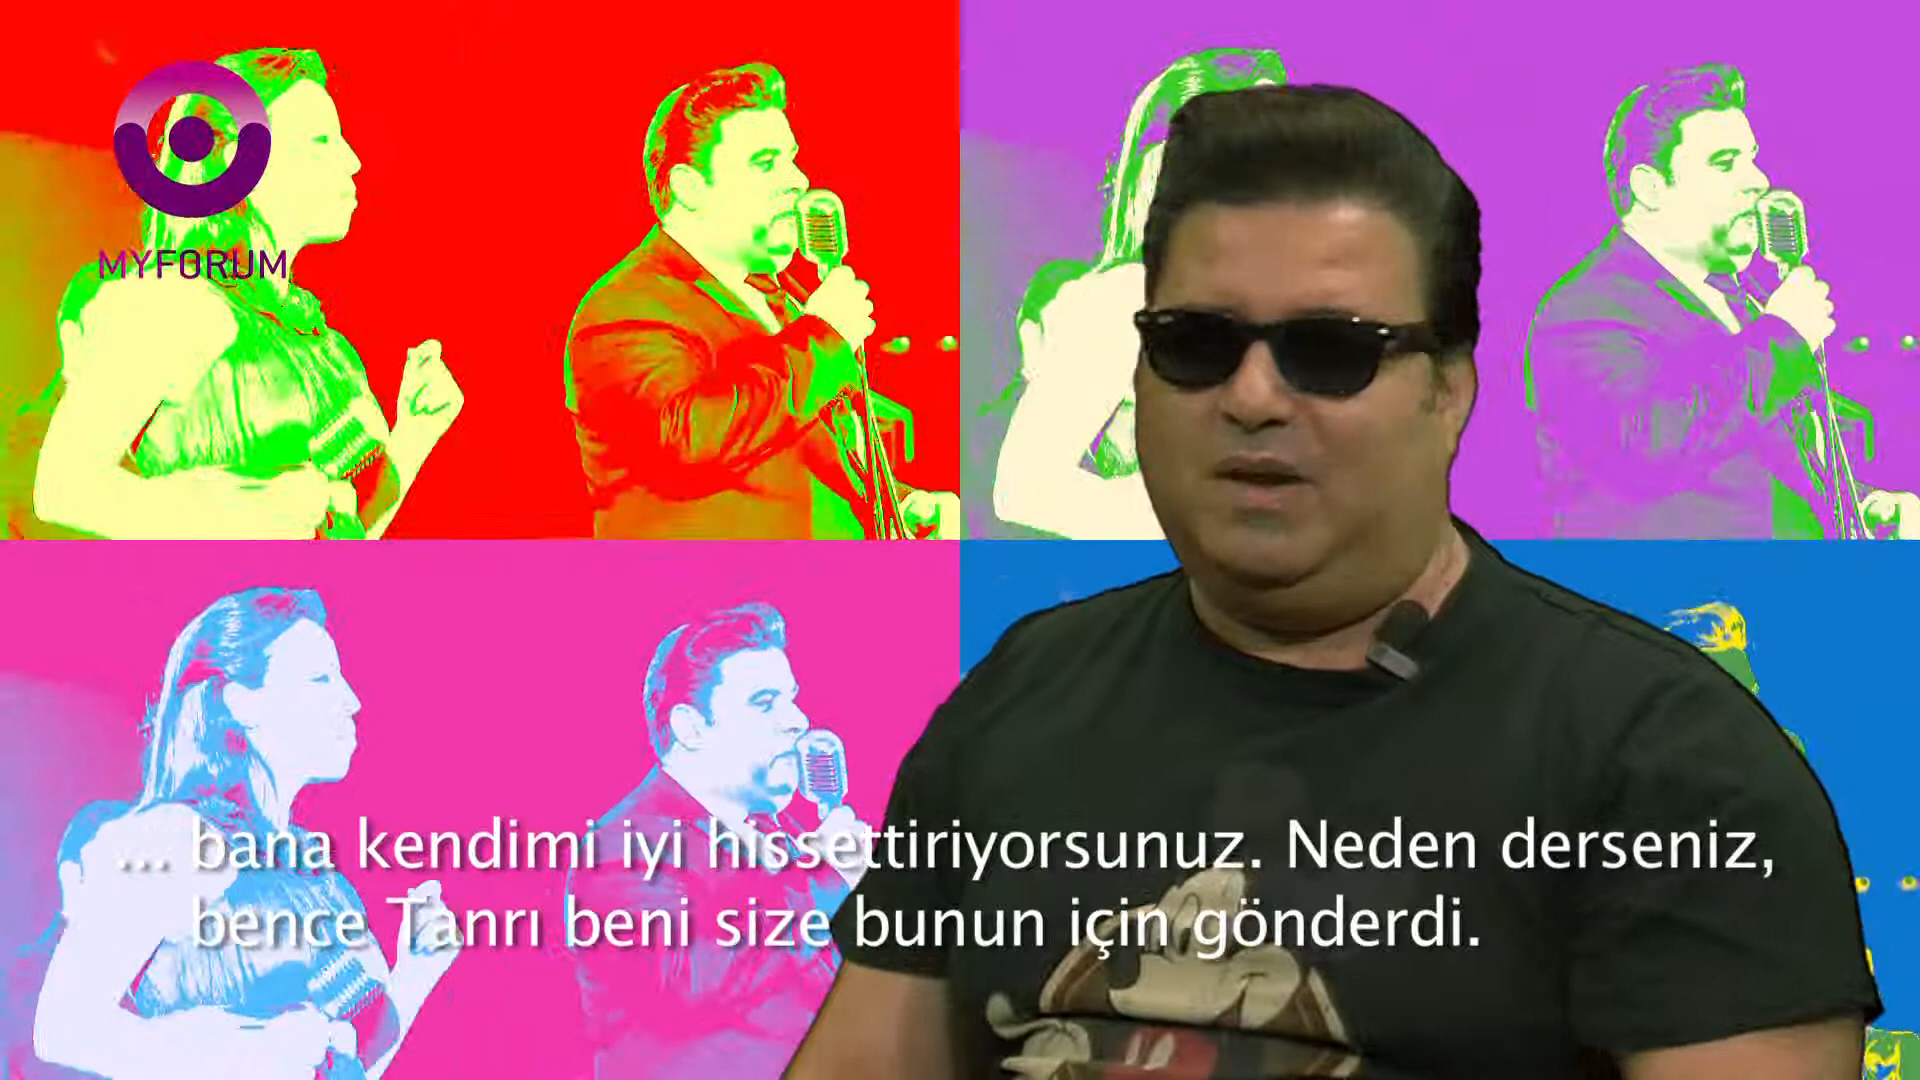 MYFORUM
... bana kendimi iyi hissettiriyorsunuz. Neden derseniz,
bence Tanrı beni size bunun için gönderdi.